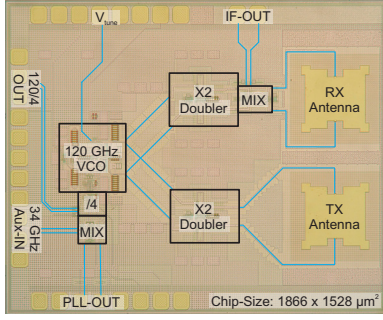 Vtune
IF-OUT
120/4
OUT
X2
Doubler
MIX
RX
Antenna
120 GHz
VCO
/4
MIX
34 GHz
Aux-IN
X2
Doubler
TX
Antenna
PLL-OUT
Chip-Size: 1866 x 1528 µm²